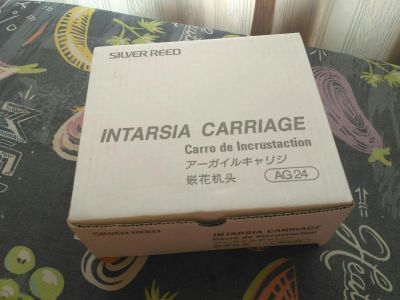 SILVER REED
INTARSIA CARRIAGE
Carro de Incrustaction
アーガイルキャリジ
嵌花机头 AG24
SILVER REED
INTARSIA CARRIAGE
Carro de Incrustaction